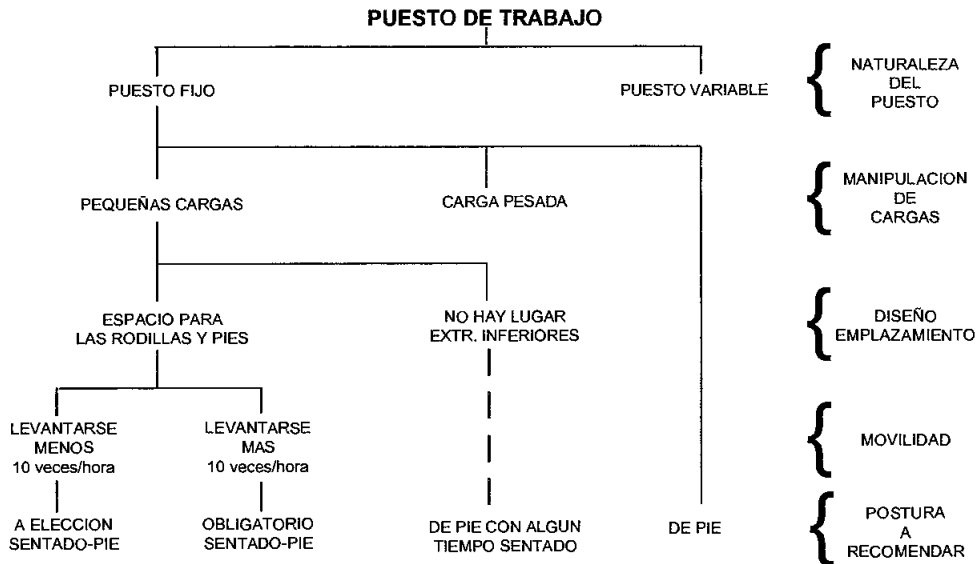 PUESTO DE TRABAJO
PUESTO FIJO
PUESTO VARIABLE
NATURALEZA
DEL
PUESTO
PEQUEÑAS CARGAS
CARGA PESADA
MANIPULACION
DE
CARGAS
ESPACIO PARA
LAS RODILLAS Y PIES
NO HAY LUGAR
EXTR. INFERIORES
DISEÑO
EMPLAZAMIENTO
LEVANTARSE
MENOS
10 veces/hora
LEVANTARSE
MAS
10 veces/hora
MOVILIDAD
A ELECCION
SENTADO-PIE
OBLIGATORIO
SENTADO-PIE
DE PIE CON ALGUN
TIEMPO SENTADO
DE PIE
POSTURA
A
RECOMENDAR